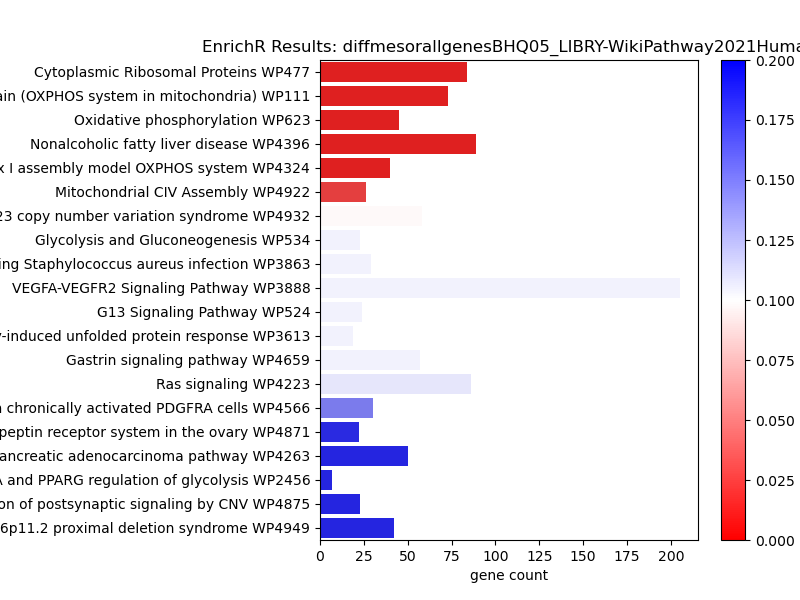 EnrichR Results: diffmesorallgenesBHQ05_LIBRY-WikiPathway2021Huma
Cytoplasmic Ribosomal Proteins WP477
(OXPHOS system in mitochondria) WP111
Oxidative phosphorylation WP623
Nonalcoholic fatty liver disease WP4396
I assembly model OXPHOS system WP4324
Mitochondrial CIV Assembly WP4922
copy number variation syndrome WP4932
Glycolysis and Gluconeogenesis WP534
Staphylococcus aureus infection WP3863
VEGFA-VEGFR2 Signaling Pathway WP3888
G13 Signaling Pathway WP524
-induced unfolded protein response WP3613
Gastrin signaling pathway WP4659
Ras signaling WP4223
chronically activated PDGFRA cells WP4566
peptin receptor system in the ovary WP4871
ancreatic adenocarcinoma pathway WP4263
and PPARG regulation of glycolysis WP2456
on of postsynaptic signaling by CNV WP4875
6p11.2 proximal deletion syndrome WP4949
0 25 50 75 100 125 150 175 200
gene count
0.200
0.175
0.150
0.125
0.100
0.075
0.050
0.025
0.000